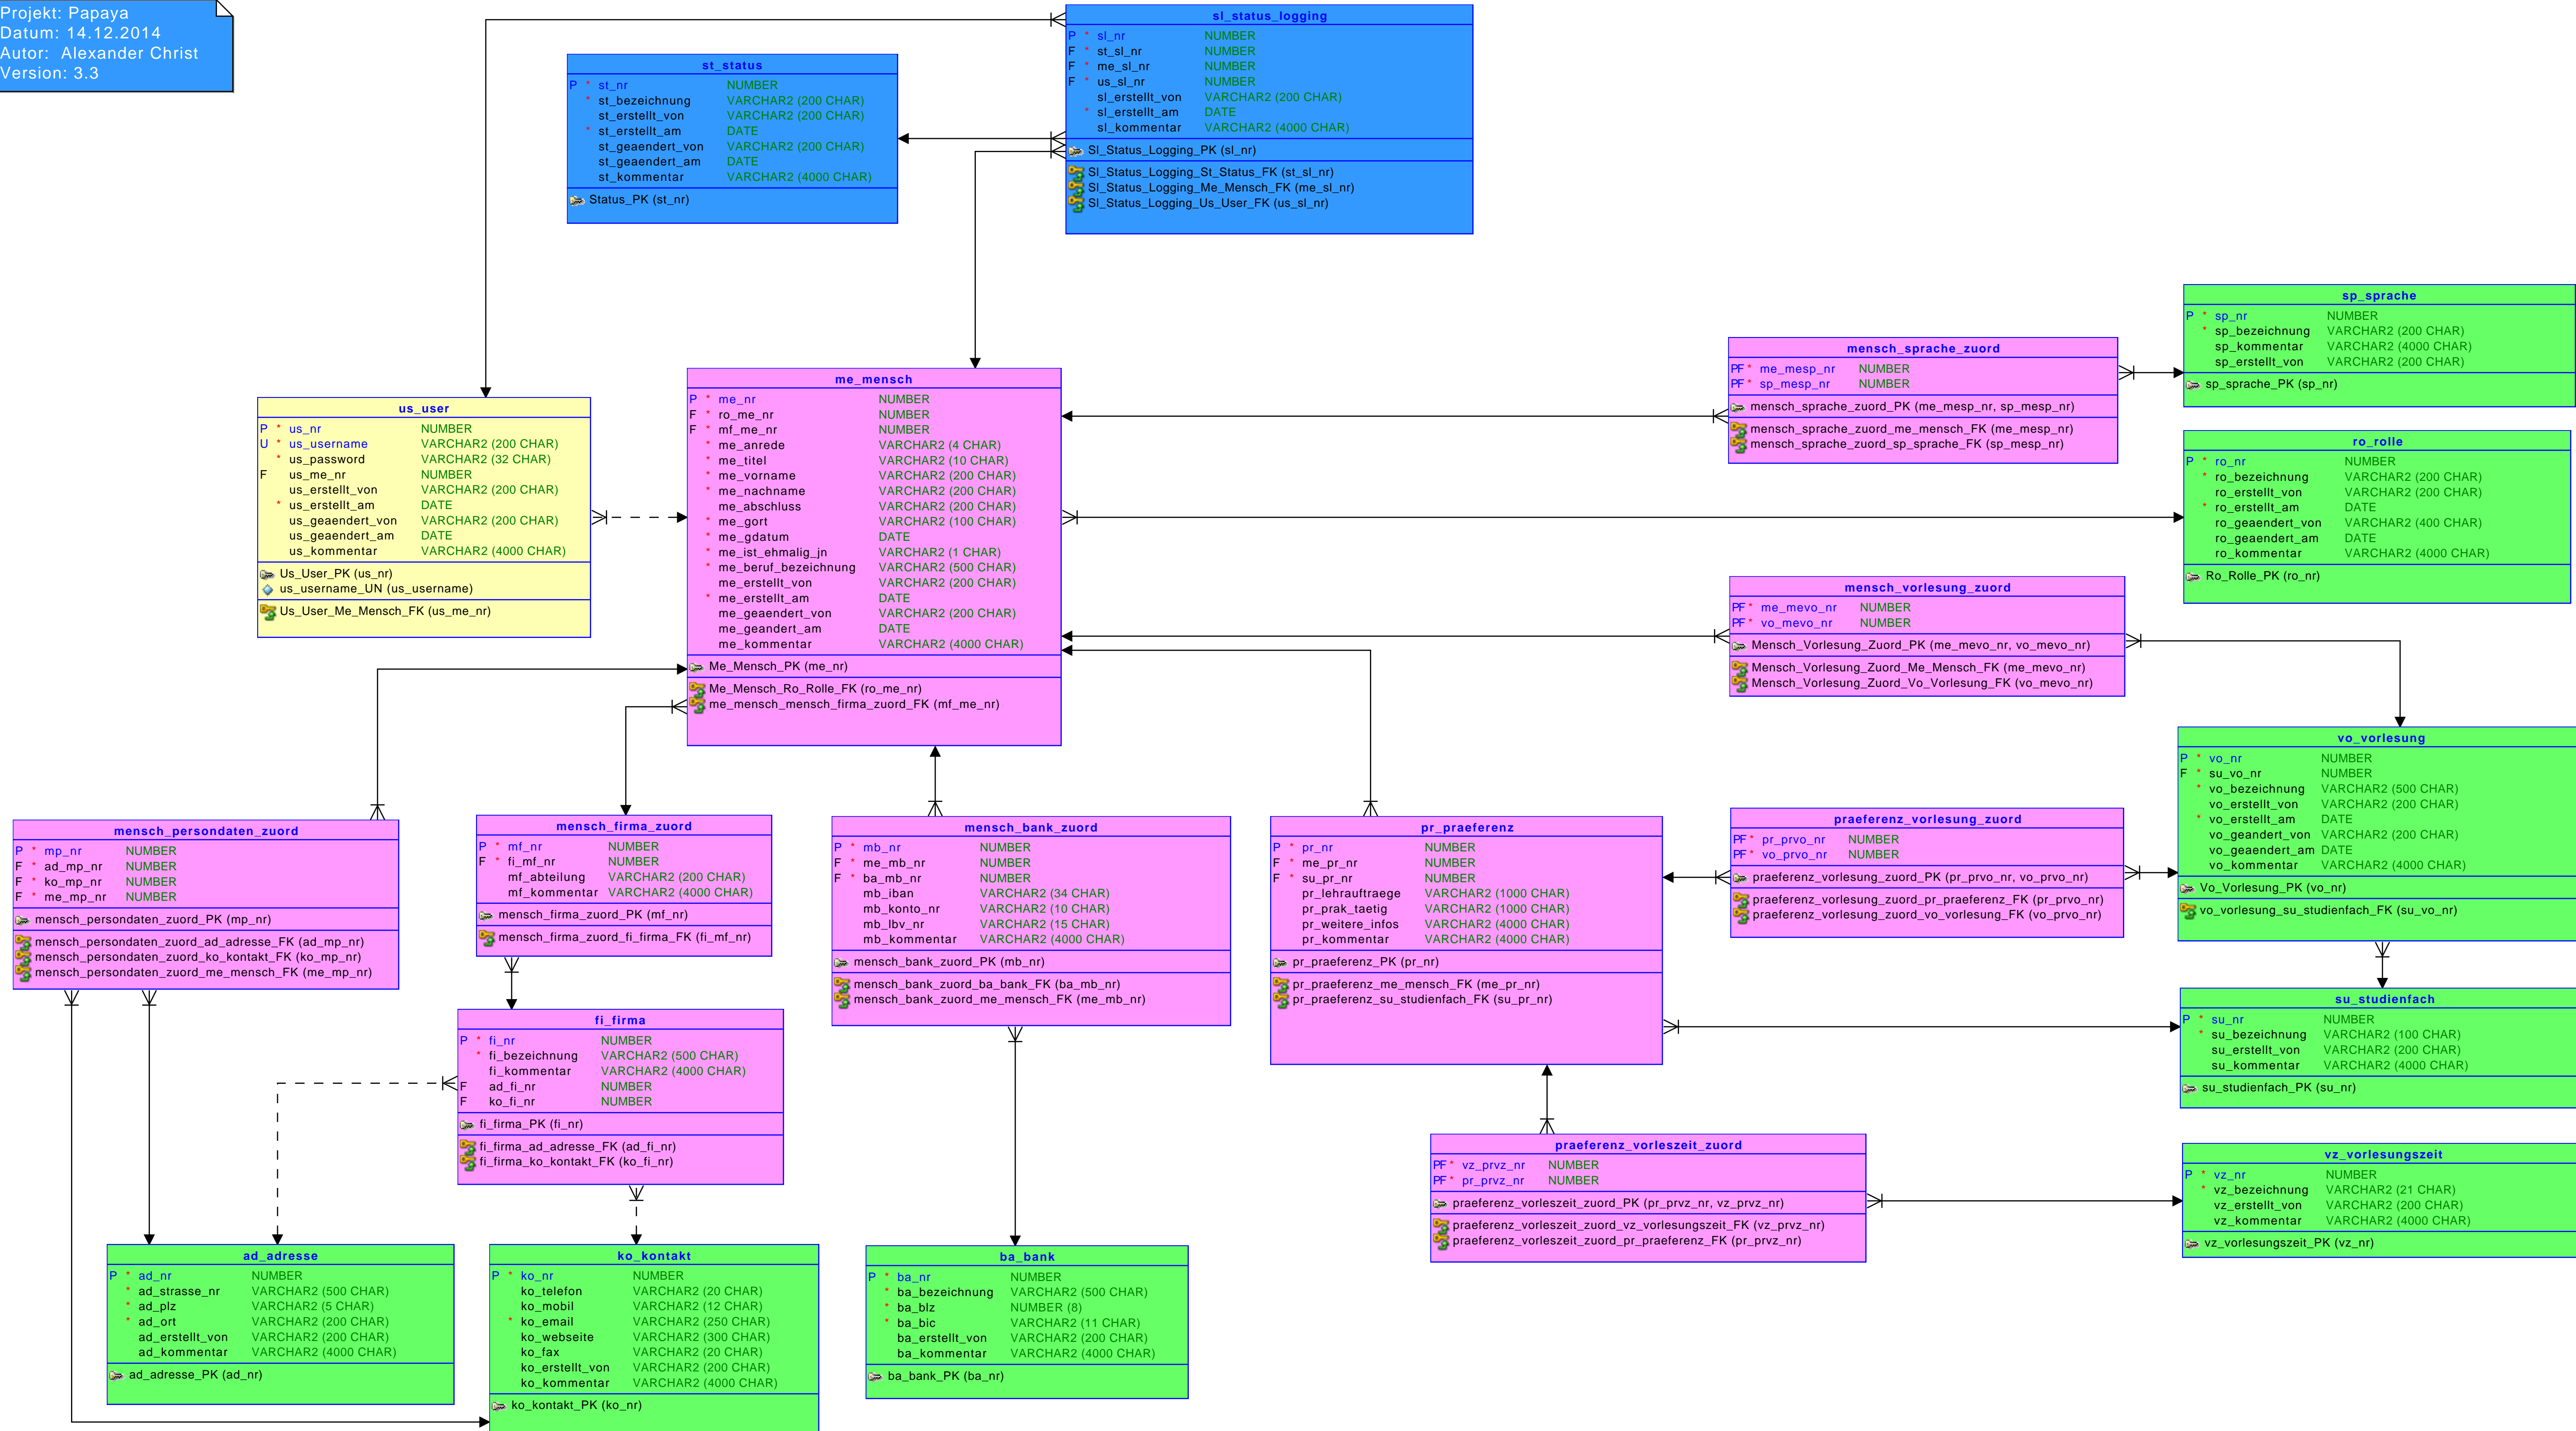 Projekt: Papaya
Datum: 14.12.2014
Autor: Alexander Christ
Version: 3.3
sl_status_logging
P * sl_nr NUMBER
F * st_sl_nr NUMBER
F * me_sl_nr NUMBER
F * us_sl_nr NUMBER
sl_erstellt_von VARCHAR2 (200 CHAR)
* sl_erstellt_am DATE
sl_kommentar VARCHAR2 (4000 CHAR)
Sl_Status_Logging_PK (sl_nr)
Sl_Status_Logging_St_Status_FK (st_sl_nr)
Sl_Status_Logging_Me_Mensch_FK (me_sl_nr)
Sl_Status_Logging_Us_User_FK (us_sl_nr)
st_status
P * st_nr NUMBER
* st_bezeichnung VARCHAR2 (200 CHAR)
st_erstellt_von VARCHAR2 (200 CHAR)
* st_erstellt_am DATE
st_geaendert_von VARCHAR2 (200 CHAR)
st_geaendert_am DATE
st_kommentar VARCHAR2 (4000 CHAR)
Status_PK (st_nr)
sp_sprache
P * sp_nr NUMBER
* sp_bezeichnung VARCHAR2 (200 CHAR)
sp_kommentar VARCHAR2 (4000 CHAR)
sp_erstellt_von VARCHAR2 (200 CHAR)
sp_sprache_PK (sp_nr)
mensch_sprache_zuord
PF * me_mesp_nr NUMBER
PF * sp_mesp_nr NUMBER
mensch_sprache_zuord_PK (me_mesp_nr, sp_mesp_nr)
mensch_sprache_zuord_me_mensch_FK (me_mesp_nr)
mensch_sprache_zuord_sp_sprache_FK (sp_mesp_nr)
me_mensch
P * me_nr NUMBER
F * ro_me_nr NUMBER
F * mf_me_nr NUMBER
* me_anrede VARCHAR2 (4 CHAR)
* me_titel VARCHAR2 (10 CHAR)
* me_vorname VARCHAR2 (200 CHAR)
* me_nachname VARCHAR2 (200 CHAR)
me_abschluss VARCHAR2 (200 CHAR)
* me_gort VARCHAR2 (100 CHAR)
* me_gdatum DATE
* me_ist_ehmalig_jn VARCHAR2 (1 CHAR)
* me_beruf_bezeichnung VARCHAR2 (500 CHAR)
me_erstellt_von VARCHAR2 (200 CHAR)
* me_erstellt_am DATE
me_geaendert_von VARCHAR2 (200 CHAR)
me_geandert_am DATE
me_kommentar VARCHAR2 (4000 CHAR)
Me_Mensch_PK (me_nr)
Me_Mensch_Ro_Rolle_FK (ro_me_nr)
me_mensch_mensch_firma_zuord_FK (mf_me_nr)
us_user
P * us_nr NUMBER
U * us_username VARCHAR2 (200 CHAR)
* us_password VARCHAR2 (32 CHAR)
F us_me_nr NUMBER
us_erstellt_von VARCHAR2 (200 CHAR)
* us_erstellt_am DATE
us_geaendert_von VARCHAR2 (200 CHAR)
us_geaendert_am DATE
us_kommentar VARCHAR2 (4000 CHAR)
Us_User_PK (us_nr)
us_username_UN (us_username)
Us_User_Me_Mensch_FK (us_me_nr)
ro_rolle
P * ro_nr NUMBER
* ro_bezeichnung VARCHAR2 (200 CHAR)
ro_erstellt_von VARCHAR2 (200 CHAR)
* ro_erstellt_am DATE
ro_geaendert_von VARCHAR2 (400 CHAR)
ro_geaendert_am DATE
ro_kommentar VARCHAR2 (4000 CHAR)
Ro_Rolle_PK (ro_nr)
mensch_vorlesung_zuord
PF * me_mevo_nr NUMBER
PF * vo_mevo_nr NUMBER
Mensch_Vorlesung_Zuord_PK (me_mevo_nr, vo_mevo_nr)
Mensch_Vorlesung_Zuord_Me_Mensch_FK (me_mevo_nr)
Mensch_Vorlesung_Zuord_Vo_Vorlesung_FK (vo_mevo_nr)
vo_vorlesung
P * vo_nr NUMBER
F * su_vo_nr NUMBER
* vo_bezeichnung VARCHAR2 (500 CHAR)
vo_erstellt_von VARCHAR2 (200 CHAR)
* vo_erstellt_am DATE
vo_geandert_von VARCHAR2 (200 CHAR)
vo_geaendert_am DATE
vo_kommentar VARCHAR2 (4000 CHAR)
Vo_Vorlesung_PK (vo_nr)
vo_vorlesung_su_studienfach_FK (su_vo_nr)
mensch_persondaten_zuord
P * mp_nr NUMBER
F * ad_mp_nr NUMBER
F * ko_mp_nr NUMBER
F * me_mp_nr NUMBER
mensch_persondaten_zuord_PK (mp_nr)
mensch_persondaten_zuord_ad_adresse_FK (ad_mp_nr)
mensch_persondaten_zuord_ko_kontakt_FK (ko_mp_nr)
mensch_persondaten_zuord_me_mensch_FK (me_mp_nr)
mensch_firma_zuord
P * mf_nr NUMBER
F * fi_mf_nr NUMBER
mf_abteilung VARCHAR2 (200 CHAR)
mf_kommentar VARCHAR2 (4000 CHAR)
mensch_firma_zuord_PK (mf_nr)
mensch_firma_zuord_fi_firma_FK (fi_mf_nr)
mensch_bank_zuord
P * mb_nr NUMBER
F * me_mb_nr NUMBER
F * ba_mb_nr NUMBER
mb_iban VARCHAR2 (34 CHAR)
mb_konto_nr VARCHAR2 (10 CHAR)
mb_lbv_nr VARCHAR2 (15 CHAR)
mb_kommentar VARCHAR2 (4000 CHAR)
mensch_bank_zuord_PK (mb_nr)
mensch_bank_zuord_ba_bank_FK (ba_mb_nr)
mensch_bank_zuord_me_mensch_FK (me_mb_nr)
pr_praeferenz
P * pr_nr NUMBER
F * me_pr_nr NUMBER
F * su_pr_nr NUMBER
pr_lehrauftraege VARCHAR2 (1000 CHAR)
pr_prak_taetig VARCHAR2 (1000 CHAR)
pr_weitere_infos VARCHAR2 (4000 CHAR)
pr_kommentar VARCHAR2 (4000 CHAR)
pr_praeferenz_PK (pr_nr)
pr_praeferenz_me_mensch_FK (me_pr_nr)
pr_praeferenz_su_studienfach_FK (su_pr_nr)
praeferenz_vorlesung_zuord
PF * pr_prvo_nr NUMBER
PF * vo_prvo_nr NUMBER
praeferenz_vorlesung_zuord_PK (pr_prvo_nr, vo_prvo_nr)
praeferenz_vorlesung_zuord_pr_praeferenz_FK (pr_prvo_nr)
praeferenz_vorlesung_zuord_vo_vorlesung_FK (vo_prvo_nr)
su_studienfach
P * su_nr NUMBER
* su_bezeichnung VARCHAR2 (100 CHAR)
su_erstellt_von VARCHAR2 (200 CHAR)
su_kommentar VARCHAR2 (4000 CHAR)
su_studienfach_PK (su_nr)
fi_firma
P * fi_nr NUMBER
* fi_bezeichnung VARCHAR2 (500 CHAR)
fi_kommentar VARCHAR2 (4000 CHAR)
F ad_fi_nr NUMBER
F ko_fi_nr NUMBER
fi_firma_PK (fi_nr)
fi_firma_ad_adresse_FK (ad_fi_nr)
fi_firma_ko_kontakt_FK (ko_fi_nr)
praeferenz_vorleszeit_zuord
PF * vz_prvz_nr NUMBER
PF * pr_prvz_nr NUMBER
praeferenz_vorleszeit_zuord_PK (pr_prvz_nr, vz_prvz_nr)
praeferenz_vorleszeit_zuord_vz_vorlesungszeit_FK (vz_prvz_nr)
praeferenz_vorleszeit_zuord_pr_praeferenz_FK (pr_prvz_nr)
vz_vorlesungszeit
P * vz_nr NUMBER
* vz_bezeichnung VARCHAR2 (21 CHAR)
vz_erstellt_von VARCHAR2 (200 CHAR)
vz_kommentar VARCHAR2 (4000 CHAR)
vz_vorlesungszeit_PK (vz_nr)
ad_adresse
P * ad_nr NUMBER
* ad_strasse_nr VARCHAR2 (500 CHAR)
* ad_plz VARCHAR2 (5 CHAR)
* ad_ort VARCHAR2 (200 CHAR)
ad_erstellt_von VARCHAR2 (200 CHAR)
ad_kommentar VARCHAR2 (4000 CHAR)
ad_adresse_PK (ad_nr)
ko_kontakt
P * ko_nr NUMBER
ko_telefon VARCHAR2 (20 CHAR)
ko_mobil VARCHAR2 (12 CHAR)
* ko_email VARCHAR2 (250 CHAR)
ko_webseite VARCHAR2 (300 CHAR)
ko_fax VARCHAR2 (20 CHAR)
ko_erstellt_von VARCHAR2 (200 CHAR)
ko_kommentar VARCHAR2 (4000 CHAR)
ko_kontakt_PK (ko_nr)
ba_bank
P * ba_nr NUMBER
* ba_bezeichnung VARCHAR2 (500 CHAR)
* ba_blz NUMBER (8)
* ba_bic VARCHAR2 (11 CHAR)
ba_erstellt_von VARCHAR2 (200 CHAR)
ba_kommentar VARCHAR2 (4000 CHAR)
ba_bank_PK (ba_nr)